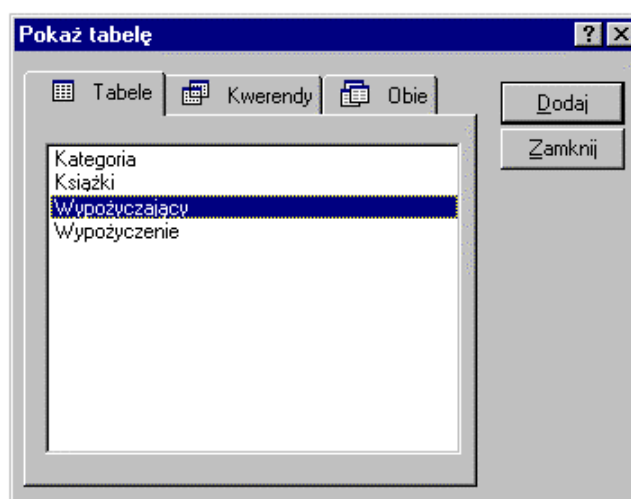 Pokaż tabelę
Tabele Kwerendy Obie
Dodaj
Zamknij
Kategoria
Książki
Wypożyczający
Wypożyczenie